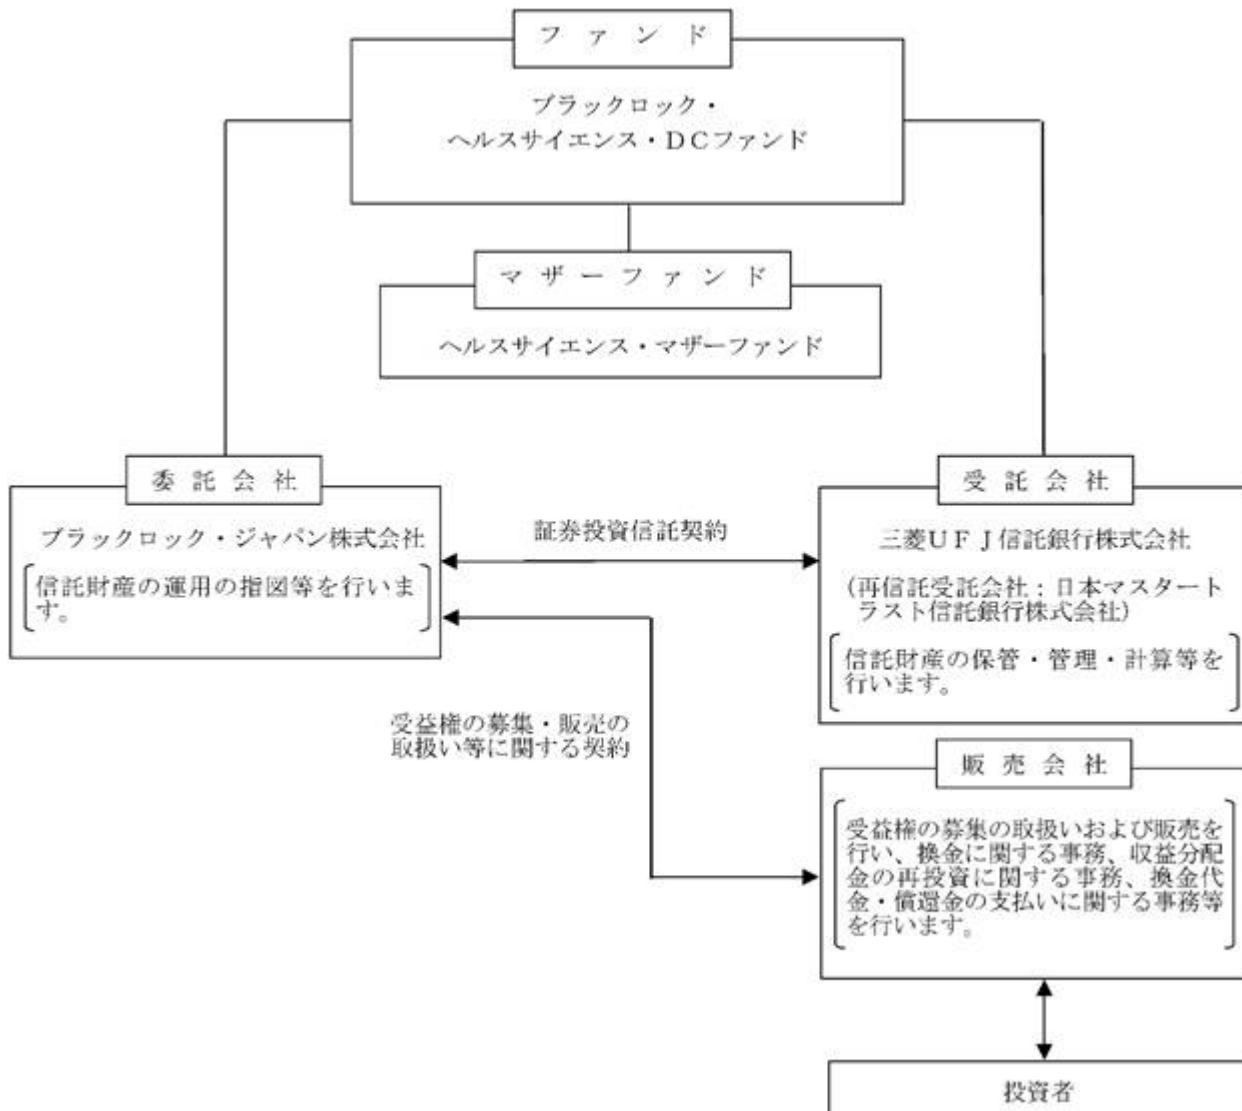 ファンド
ブラックロック・
ヘルスサイエンス・DCファンド
マザーファンド
ヘルスサイエンス・マザーファンド
委託会社
ブラックロック・ジャパン株式会社
信託財産の運用の指図等を行いま
す。
証券投資信託契約
受託会社
三菱UFJ信託銀行株式会社
(再信託受託会社:日本マスタート
ラスト信託銀行株式会社)
信託財産の保管・管理・計算等を
行います。
受益権の募集・販売の
取扱い等に関する契約
販売会社
受益権の募集の取扱いおよび販売を
行い、換金に関する事務、収益分配
金の再投資に関する事務、換金代
金・償還金の支払いに関する事務等
を行います。
投資者